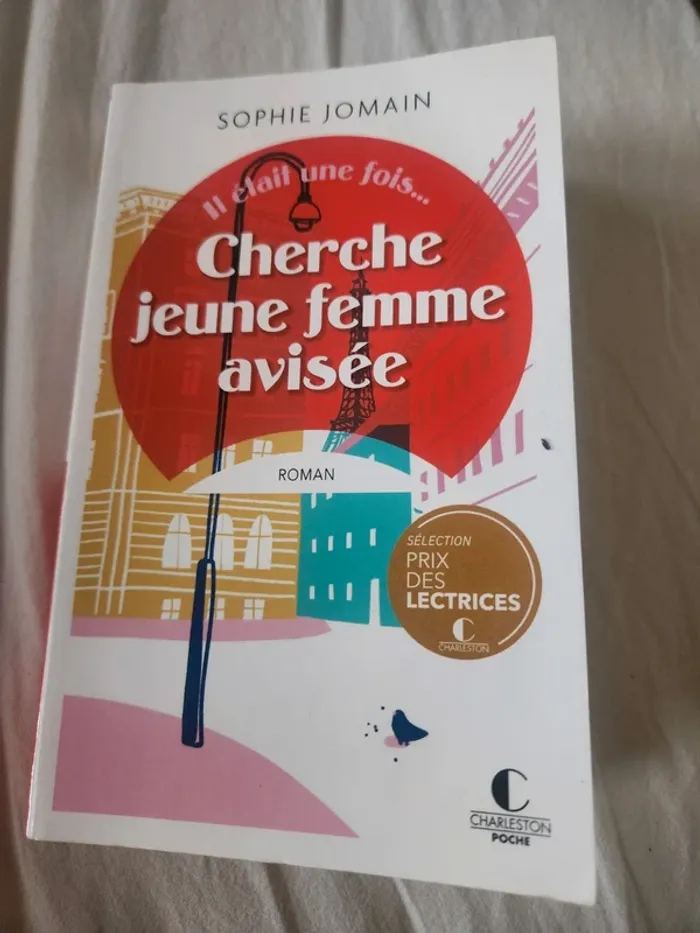 SOPHIE JOMAIN
Il était une fois...
Cherche
jeune femme
avisée
ROMAN
SÉLECTION
PRIX
DES
LECTRICES
C
CHARLESTON
C
CHARLESTON
POCHE